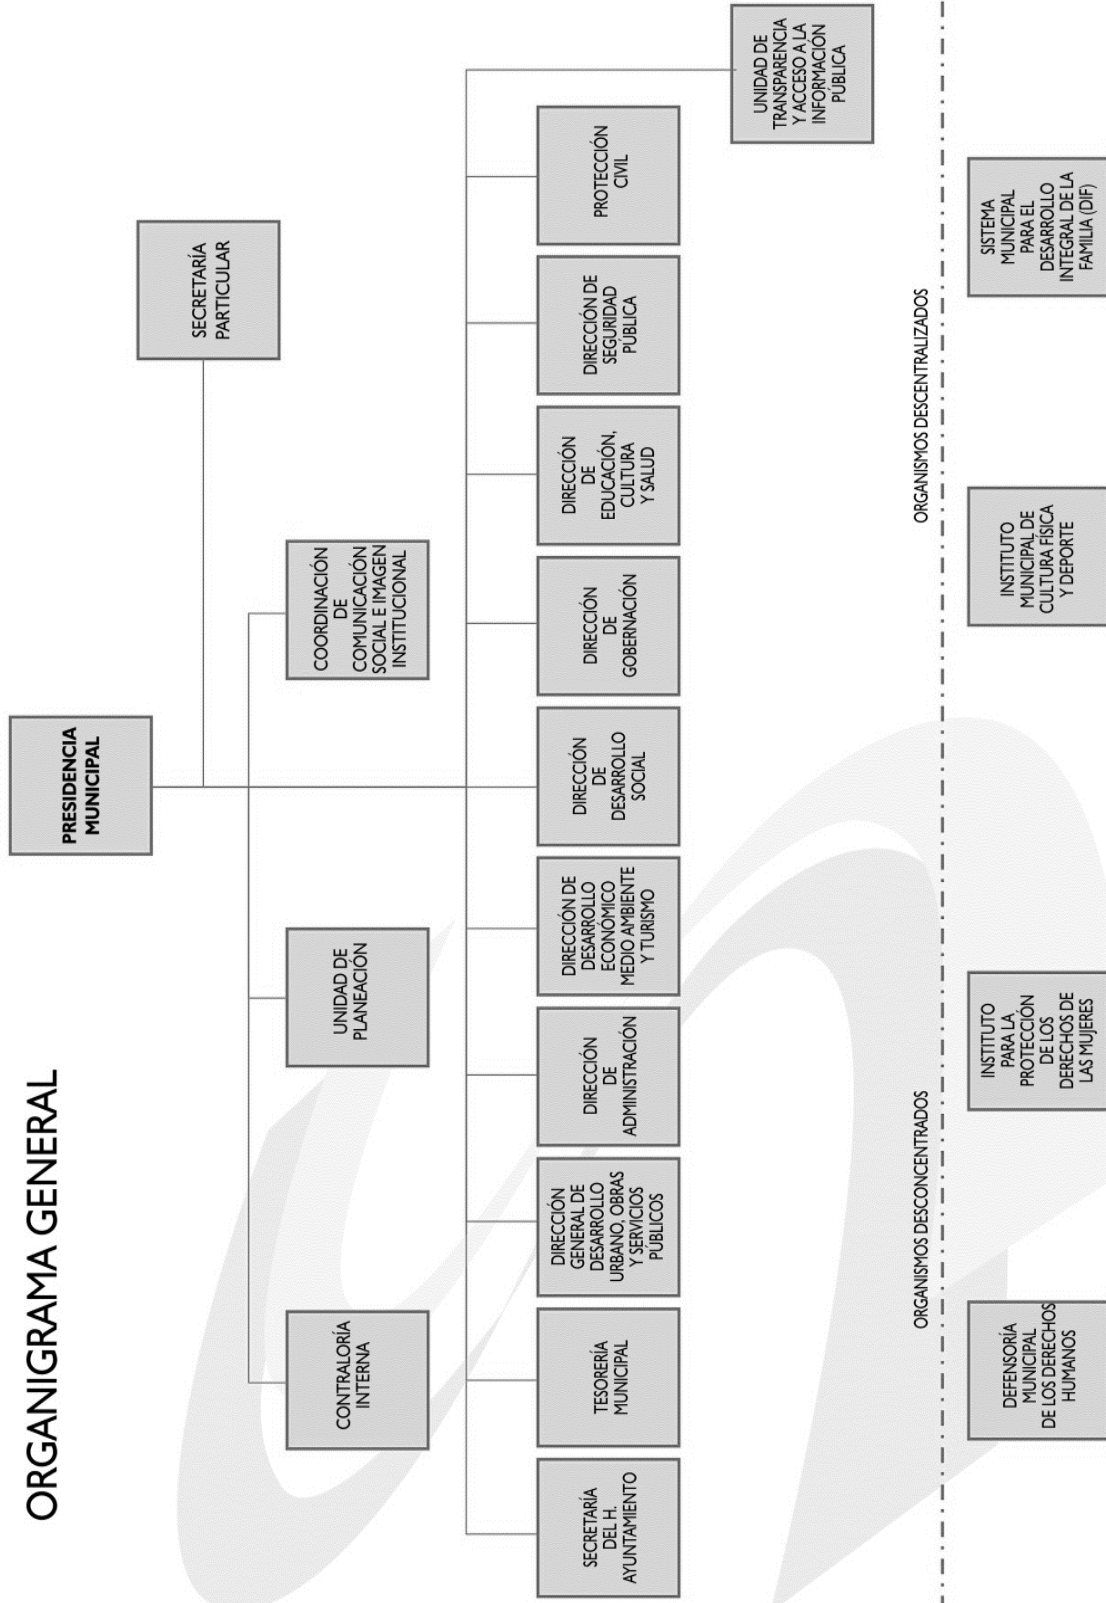 ORGANIGRAMA GENERAL
PRESIDENCIA
MUNICIPAL
SECRETARÍA
PARTICULAR
CONTRALORÍA
INTERNA
UNIDAD DE
PLANEACIÓN
COORDINACIÓN
DE
COMUNICACIÓN
SOCIAL E IMAGEN
INSTITUCIONAL
SECRETARÍA
DEL H.
AYUNTAMIENTO
TESORERÍA
MUNICIPAL
DIRECCIÓN
GENERAL DE
DESARROLLO
URBANO, OBRAS
Y SERVICIOS
PÚBLICOS
DIRECCIÓN
DE
ADMINISTRACIÓN
DIRECCIÓN DE
DESARROLLO
ECONÓMICO
MEDIO AMBIENTE
Y TURISMO
DIRECCIÓN
DE
DESARROLLO
SOCIAL
DIRECCIÓN
DE
GOBERNACIÓN
DIRECCIÓN
DE
EDUCACIÓN,
CULTURA
Y SALUD
DIRECCIÓN DE
SEGURIDAD
PÚBLICA
PROTECCIÓN
CIVIL
UNIDAD DE
TRANSPARENCIA
Y ACCESO A LA
INFORMACIÓN
PÚBLICA
ORGANISMOS DESCONCENTRADOS
ORGANISMOS DESCENTRALIZADOS
DEFENSORÍA
MUNICIPAL
DE LOS DERECHOS
HUMANOS
INSTITUTO
PARA LA
PROTECCIÓN
DE LOS
DERECHOS DE
LAS MUJERES
INSTITUTO
MUNICIPAL DE
CULTURA FÍSICA
Y DEPORTE
SISTEMA
MUNICIPAL
PARA EL
DESARROLLO
INTEGRAL DE LA
FAMILIA (DIF)